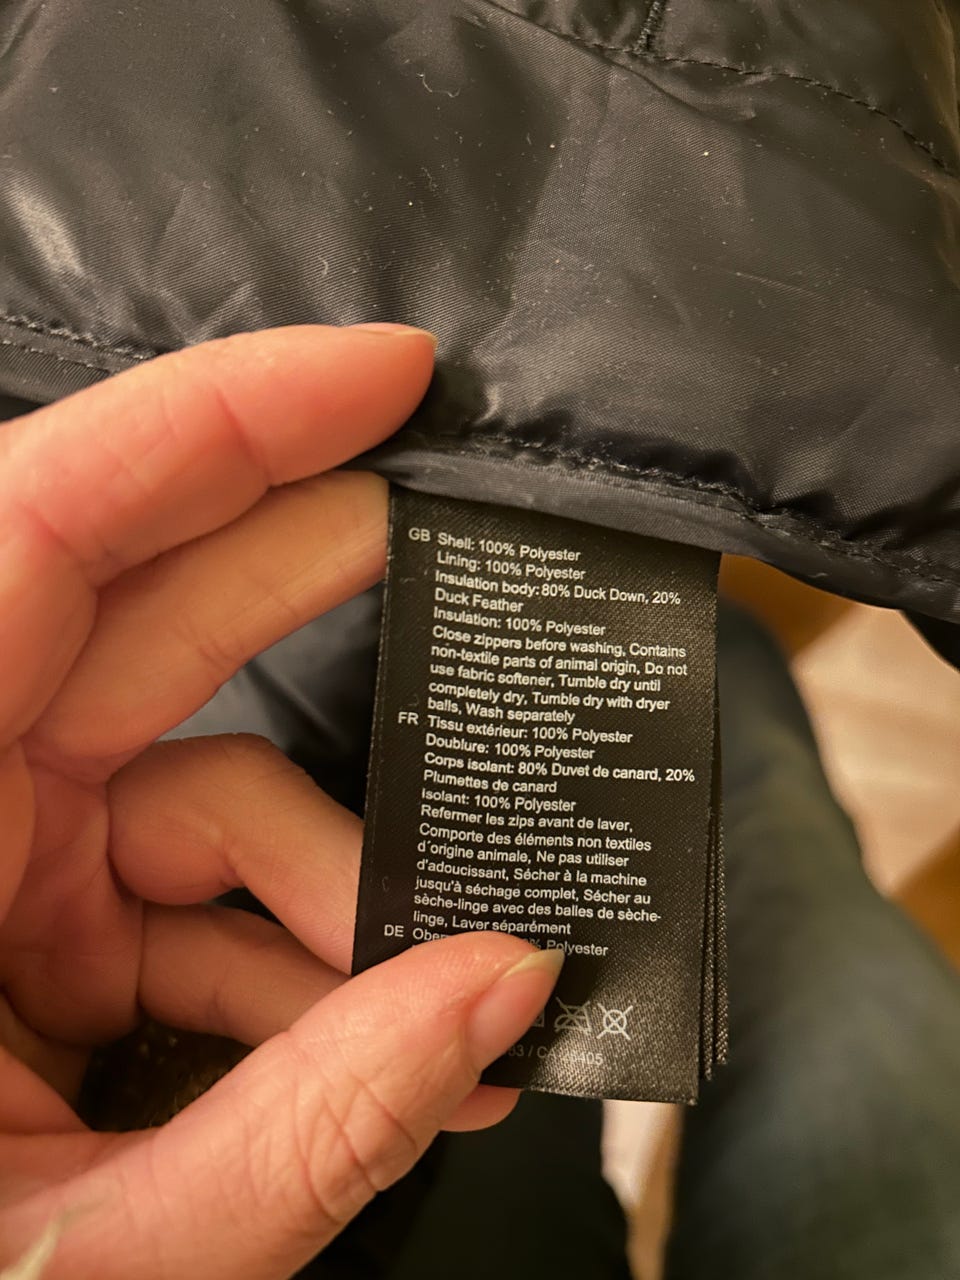 GB Shell: 100% Polyester
Lining: 100% Polyester
Insulation body: 80% Duck Down, 20%
Duck Feather
Insulation: 100% Polyester
Close zippers before washing, Contains
non-textile parts of animal origin, Do not
use fabric softener, Tumble dry until
completely dry, Tumble dry with dryer
balls, Wash separately
FR Tissu extérieur: 100% Polyester
Doublure: 100% Polyester
Corps isolant: 80% Duvet de canard, 20%
Plumettes de canard
Isolant: 100% Polyester
Refermer les zips avant de laver,
Comporte des éléments non textiles
d´origine animale, Ne pas utiliser
d'adoucissant, Sécher à la machine
jusqu'à séchage complet, Sécher au
sèche-linge avec des balles de sèche-
linge, Laver séparément
DE Polyester